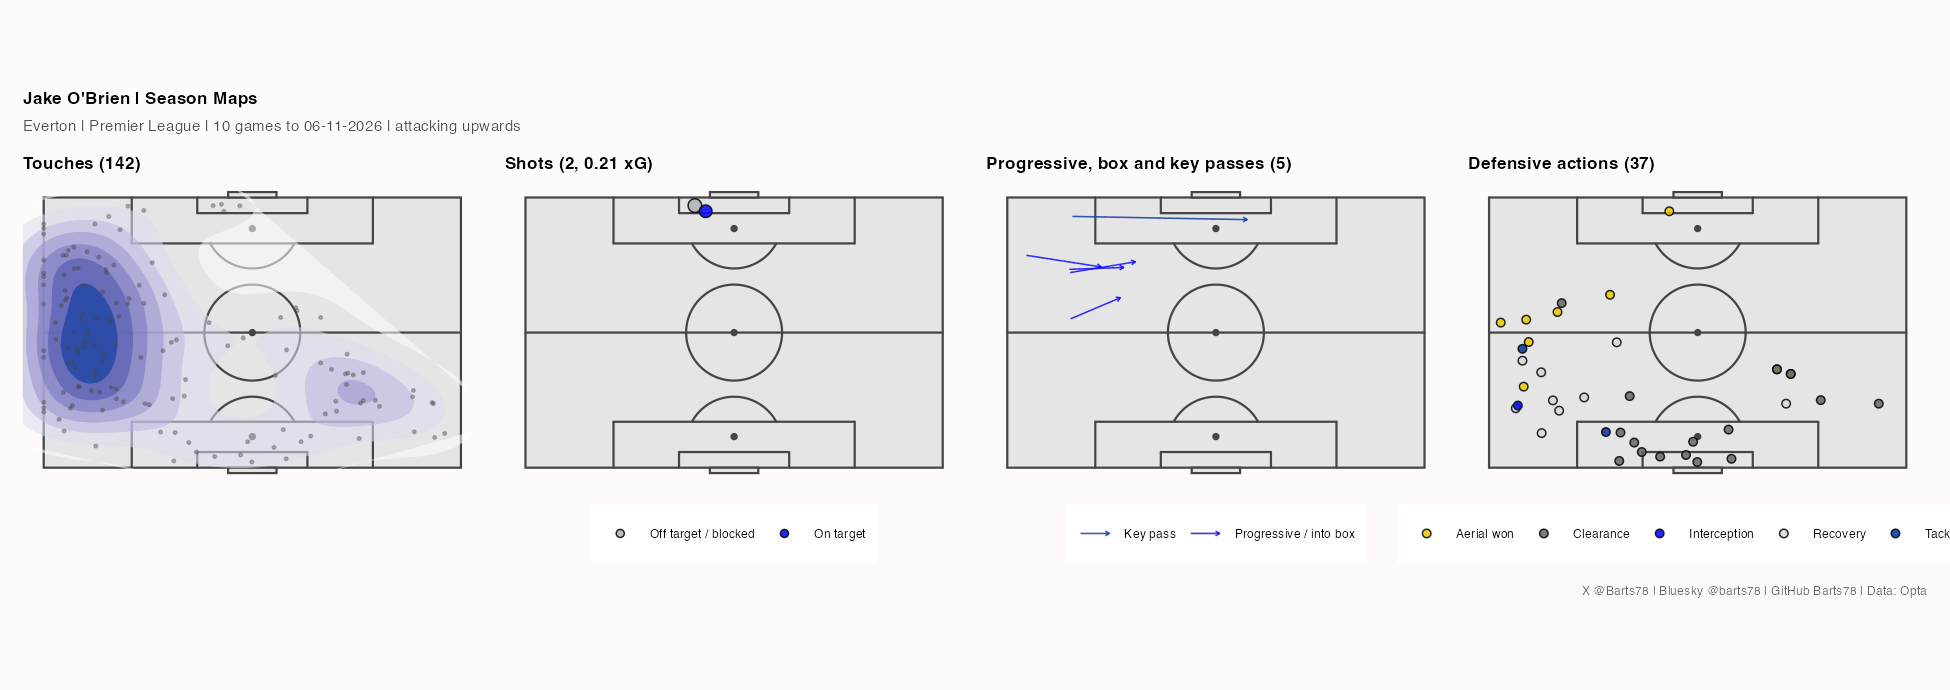 Jake O'Brien | Season Maps
Everton | Premier League | 10 games to 06-11-2026 | attacking upwards
Touches (142)
Shots (2, 0.21 xG)
Progressive, box and key passes (5)
Defensive actions (37)
Off target / blocked
On target
Key pass
Progressive / into box
Aerial won
Clearance
Interception
Recovery
Tack
X @Barts78 | Bluesky @barts78 | GitHub Barts78 | Data: Opta